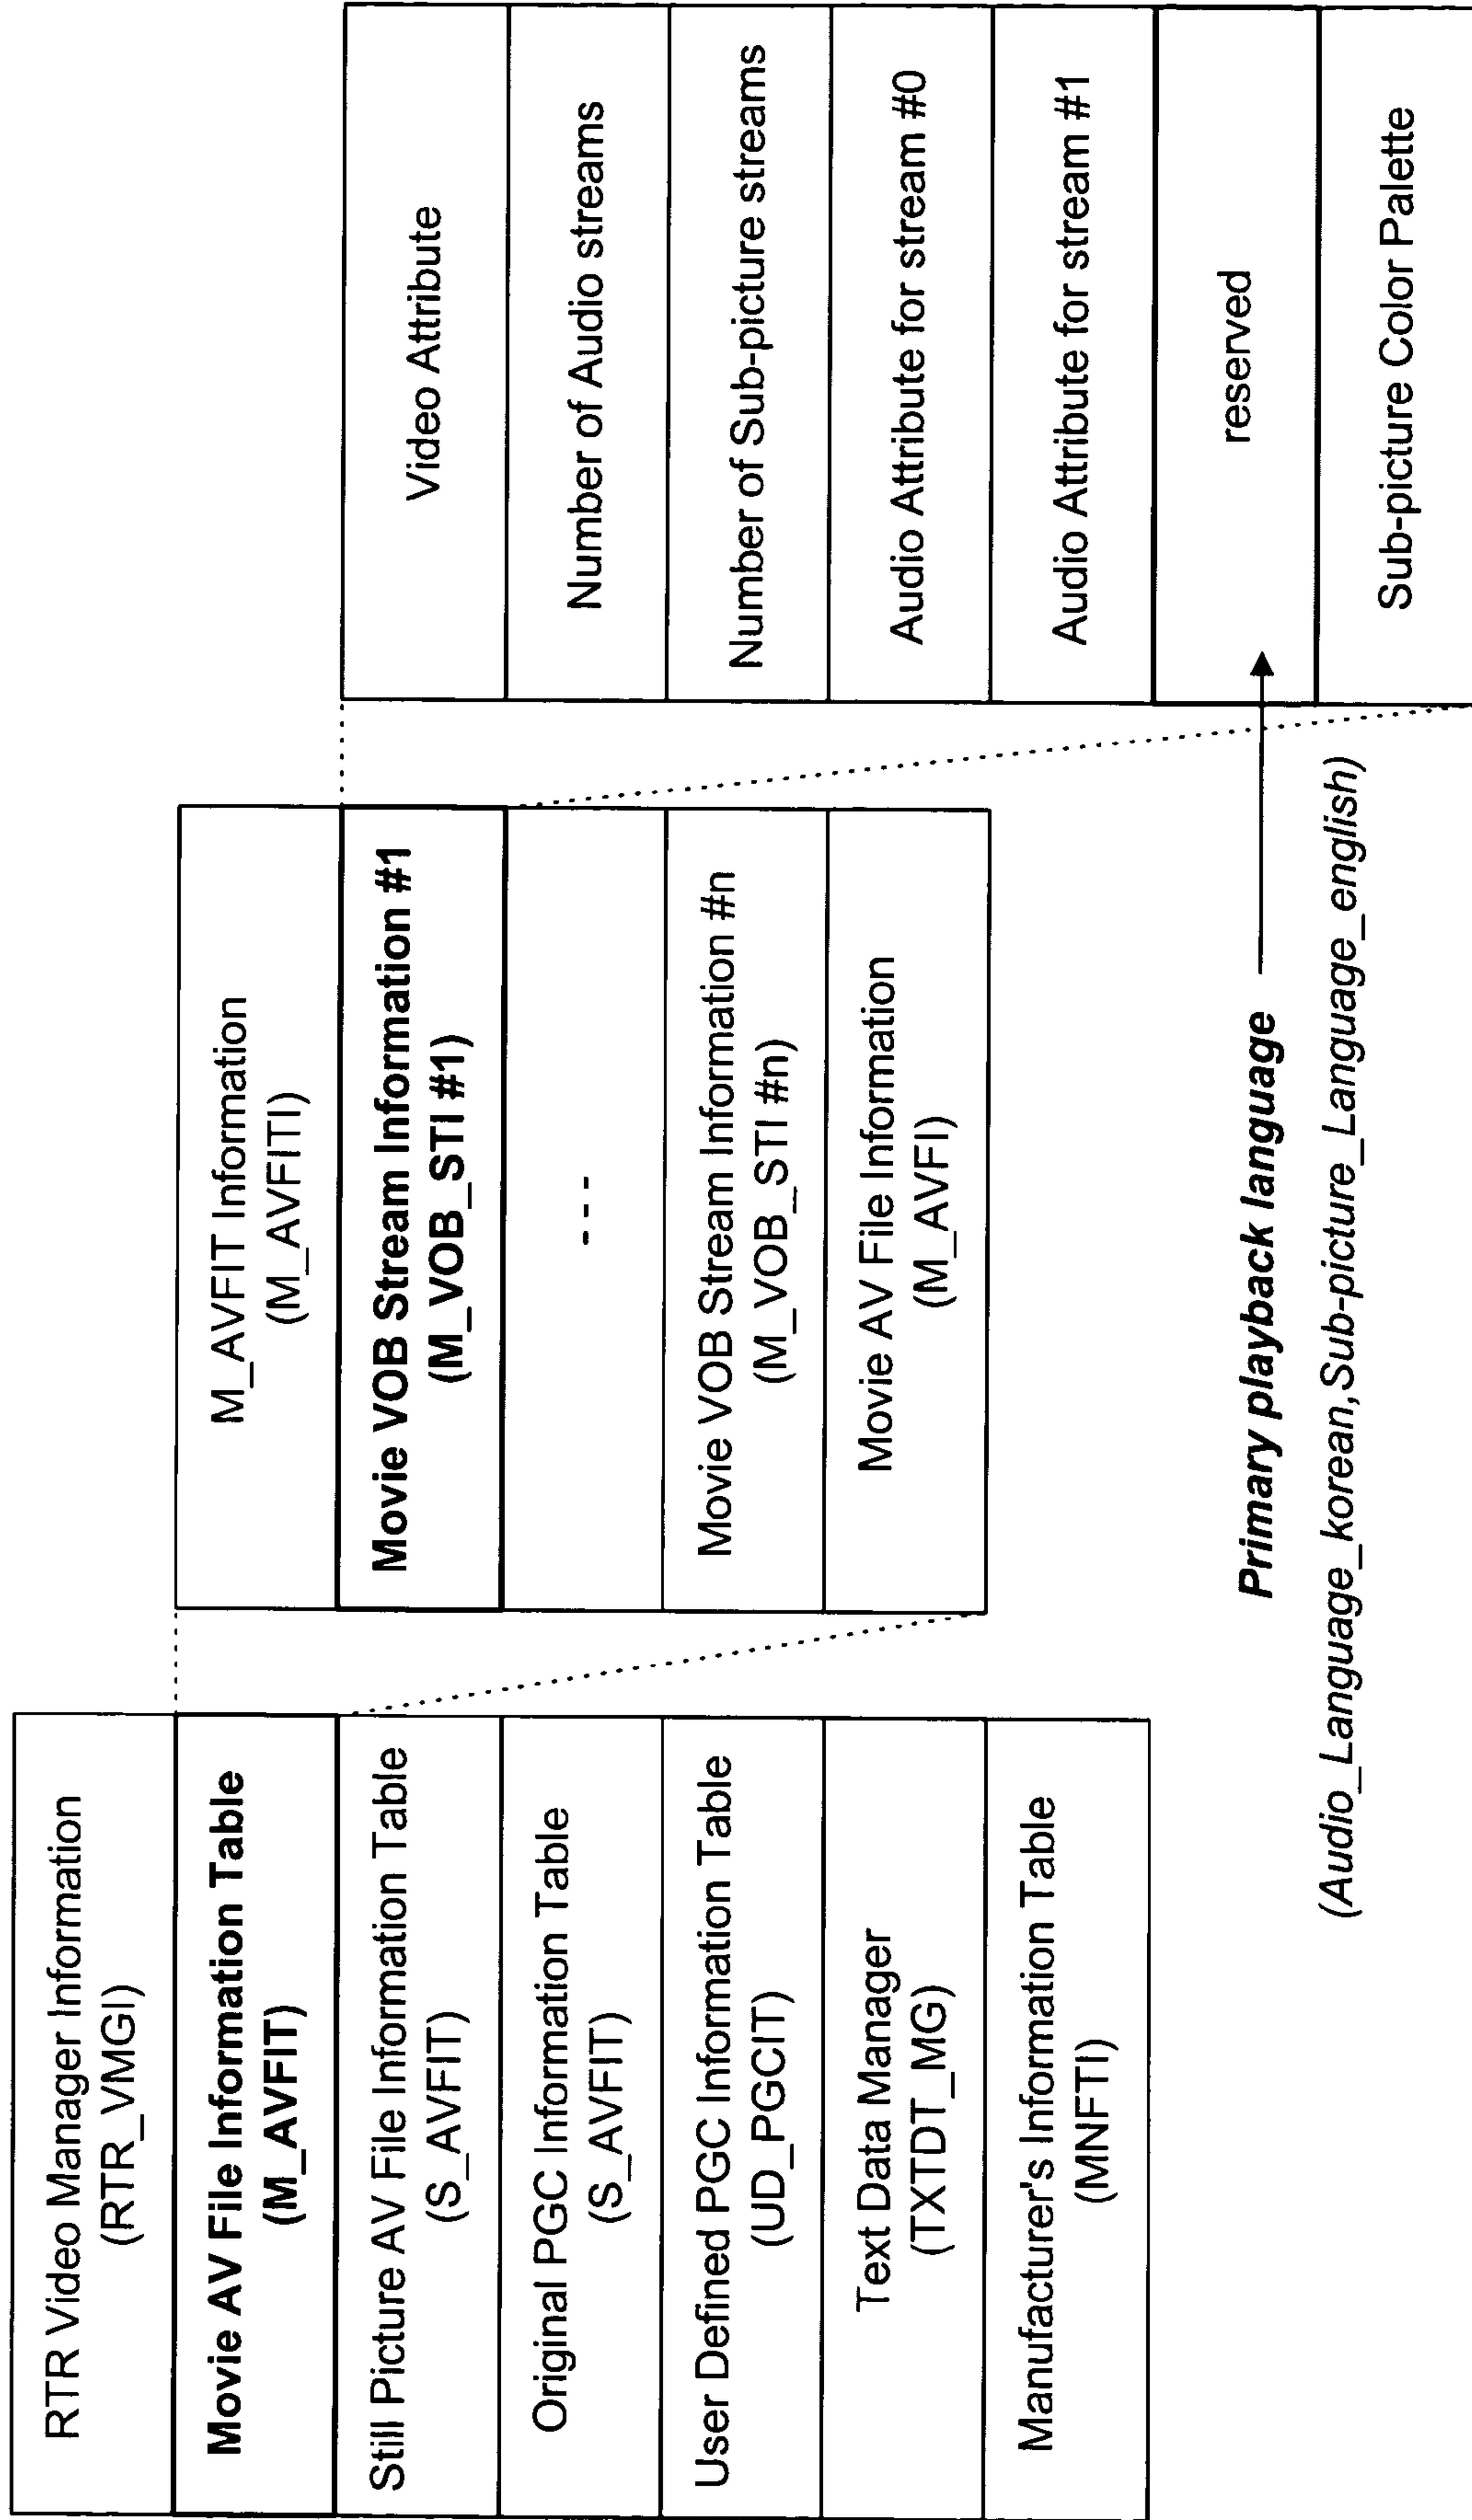 RTR Video Manager Information
(RTR_VMGI)
Movie AV File Information Table
(M_AVFIT)
Still Picture AV File Information Table
(S_AVFIT)
Original PGC Information Table
(S_AVFIT)
User Defined PGC Information Table
(UD_PGCIT)
Text Data Manager
(TXTDT_MG)
Manufacturer's Information Table
(MNFTI)
M_AVFIT Information
(M_AVFITI)
Movie VOB Stream Information #1
(M_VOB_STI #1)
---
Movie VOB Stream Information #n
(M_VOB_STI #n)
Movie AV File Information
(M_AVFI)
Video Attribute
Number of Audio streams
Number of Sub-picture streams
Audio Attribute for stream #0
Audio Attribute for stream #1
reserved
Sub-picture Color Palette
Primary playback language
(Audio_Language_korean,Sub-picture_Language_english)